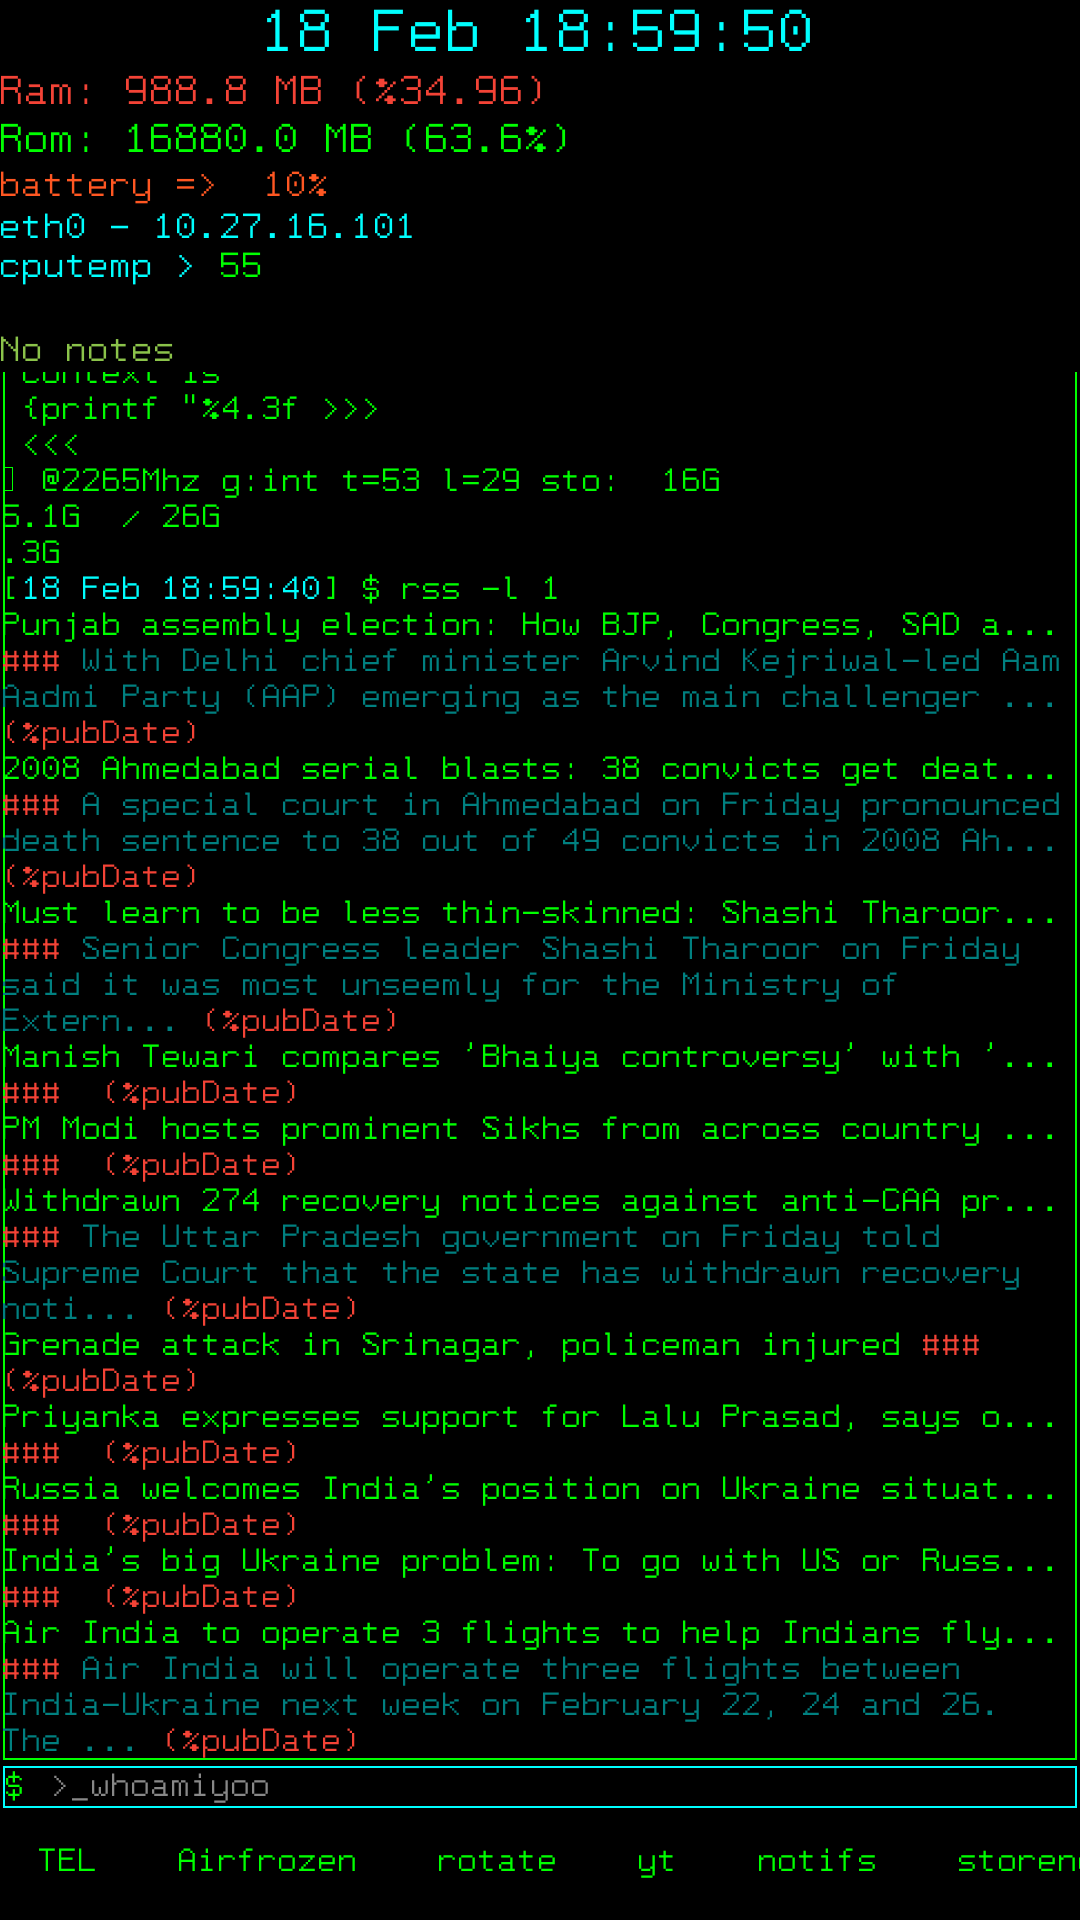 18 Feb 18:59:50
Ram: 988.8 MB (%34.96)
Rom: 16880.0 MB (63.6%)
battery =>  10%
eth0 - 10.27.16.101
cputemp > 55
No notes
Context is
{printf "%4.3f >>>
<<<
@2265Mhz g:int t=53 l=29 sto:  16G
5.1G  / 26G
.3G
[18 Feb 18:59:40] $ rss -l 1
Punjab assembly election: How BJP, Congress, SAD a...
### With Delhi chief minister Arvind Kejriwal-led Aam
Aadmi Party (AAP) emerging as the main challenger ...
(%pubDate)
2008 Ahmedabad serial blasts: 38 convicts get deat...
### A special court in Ahmedabad on Friday pronounced
death sentence to 38 out of 49 convicts in 2008 Ah...
(%pubDate)
Must learn to be less thin-skinned: Shashi Tharoor...
### Senior Congress leader Shashi Tharoor on Friday
said it was most unseemly for the Ministry of
Extern... (%pubDate)
Manish Tewari compares 'Bhaiya controversy' with '...
###  (%pubDate)
PM Modi hosts prominent Sikhs from across country ...
###  (%pubDate)
Withdrawn 274 recovery notices against anti-CAA pr...
### The Uttar Pradesh government on Friday told
Supreme Court that the state has withdrawn recovery
noti... (%pubDate)
Grenade attack in Srinagar, policeman injured ###
(%pubDate)
Priyanka expresses support for Lalu Prasad, says o...
###  (%pubDate)
Russia welcomes India's position on Ukraine situat...
###  (%pubDate)
India's big Ukraine problem: To go with US or Russ...
###  (%pubDate)
Air India to operate 3 flights to help Indians fly...
### Air India will operate three flights between
India-Ukraine next week on February 22, 24 and 26.
The ... (%pubDate)
$ >_whoamiyoo
TEL Airfrozen rotate yt notifs storen